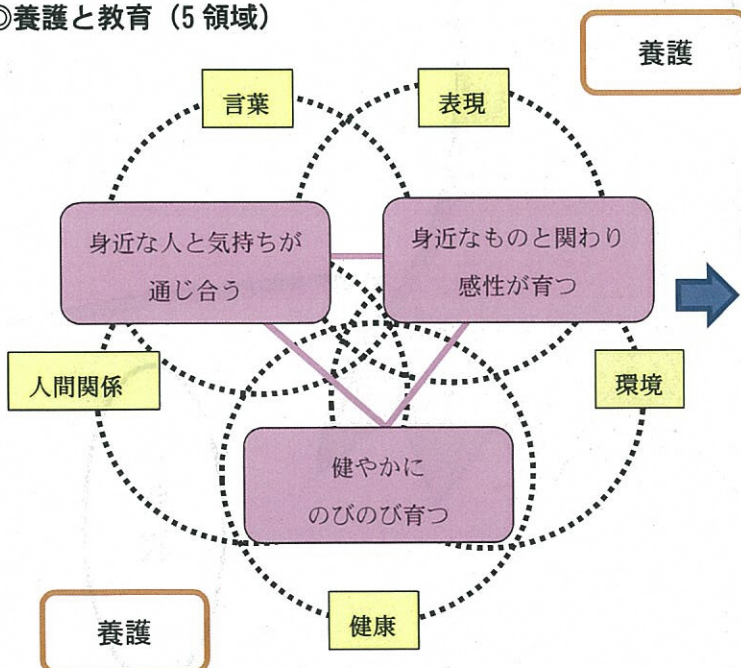 ◎養護と教育（5領域）
養護
言葉
表現
身近な人と気持ちが
通じ合う
身近なものと関わり
感性が育つ
人間関係
環境
健やかに
のびのび育つ
養護
健康